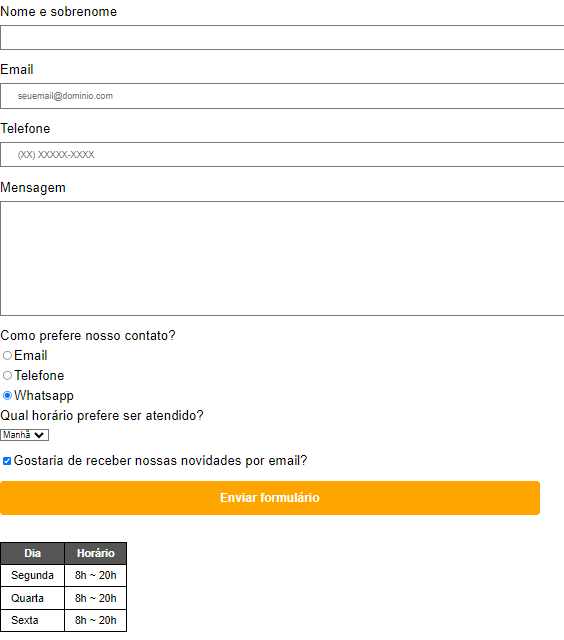 Nome e sobrenome
Email
seuemail@dominio.com
Telefone
(XX) XXXXX-XXXX
Mensagem
Como prefere nosso contato?
Email
Telefone
Whatsapp
Qual horário prefere ser atendido?
Manhã
Gostaria de receber nossas novidades por email?
Enviar formulário
Dia Horário
Segunda 8h ~ 20h
Quarta 8h ~ 20h
Sexta 8h ~ 20h